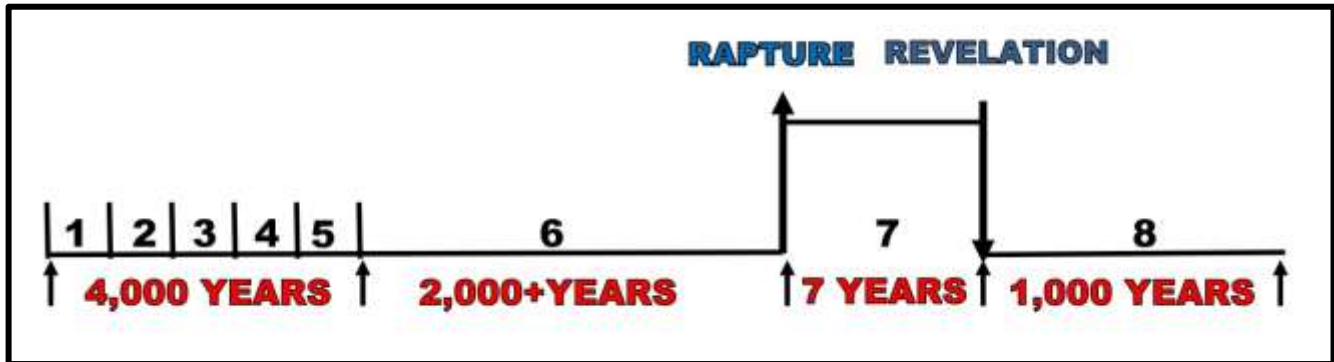 RAPTURE REVELATION
1 2 3 4 5 6 7 8
4,000 YEARS 2,000+YEARS 7 YEARS 1,000 YEARS